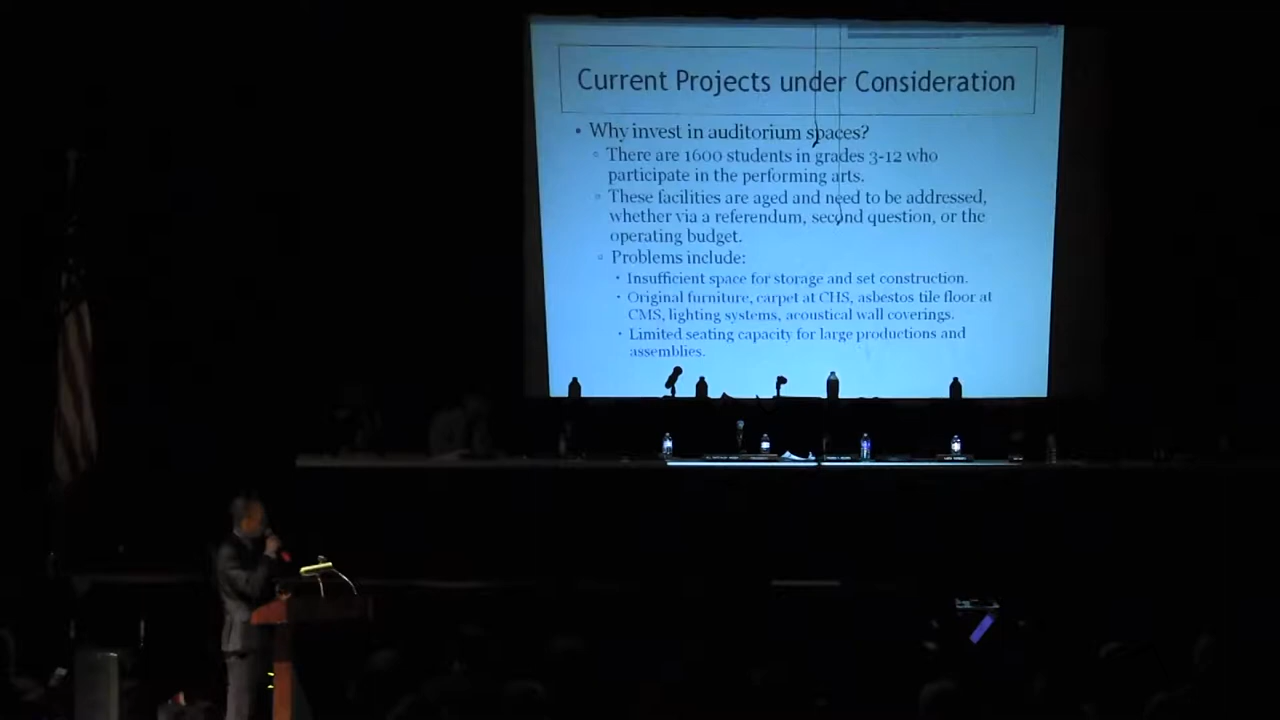 Current Projects under Consideration
• Why invest in auditorium spaces?
▫ There are 1600 students in grades 3-12 who
participate in the performing arts.
▫ These facilities are aged and need to be addressed,
whether via a referendum, second question, or the
operating budget.
▫ Problems include:
· Insufficient space for storage and set construction.
· Original furniture, carpet at CHS, asbestos tile floor at
CMS, lighting systems, acoustical wall coverings.
· Limited seating capacity for large productions and
assemblies.